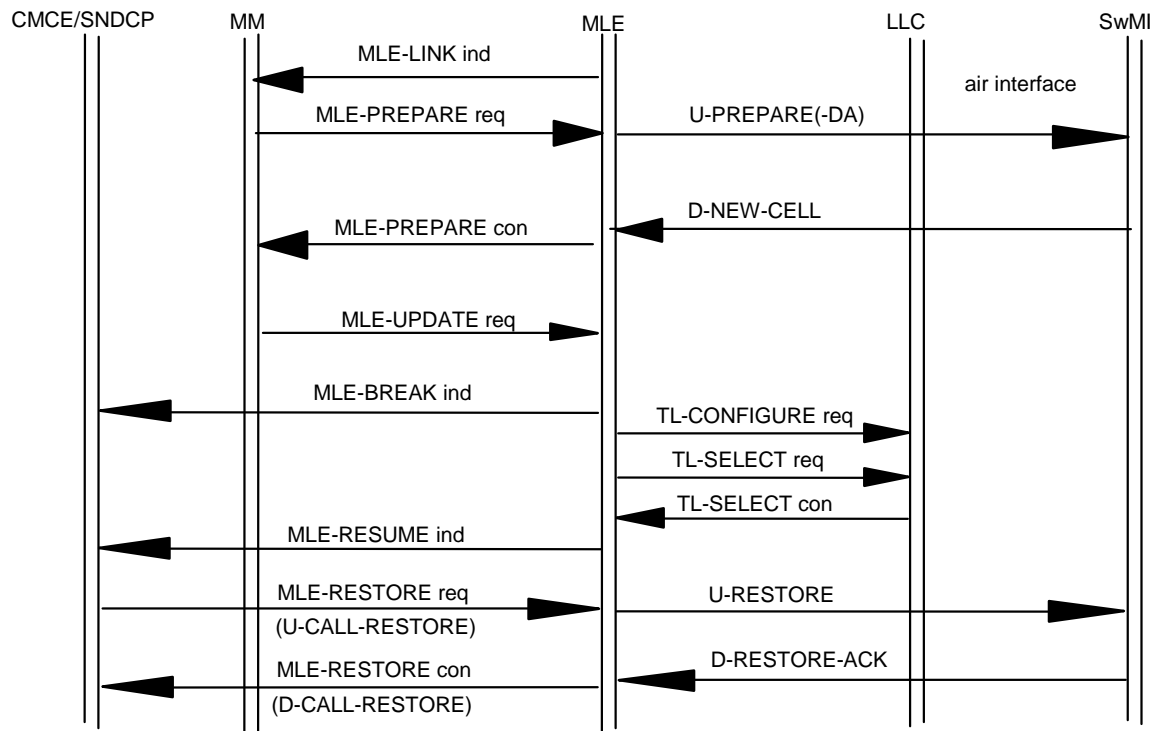 CMCE/SNDCP MM MLE LLC SwMI
MLE-LINK ind
air interface
MLE-PREPARE req
U-PREPARE(-DA)
D-NEW-CELL
MLE-PREPARE con
MLE-UPDATE req
MLE-BREAK ind
TL-CONFIGURE req
TL-SELECT req
TL-SELECT con
MLE-RESUME ind
MLE-RESTORE req
(U-CALL-RESTORE)
U-RESTORE
D-RESTORE-ACK
MLE-RESTORE con
(D-CALL-RESTORE)